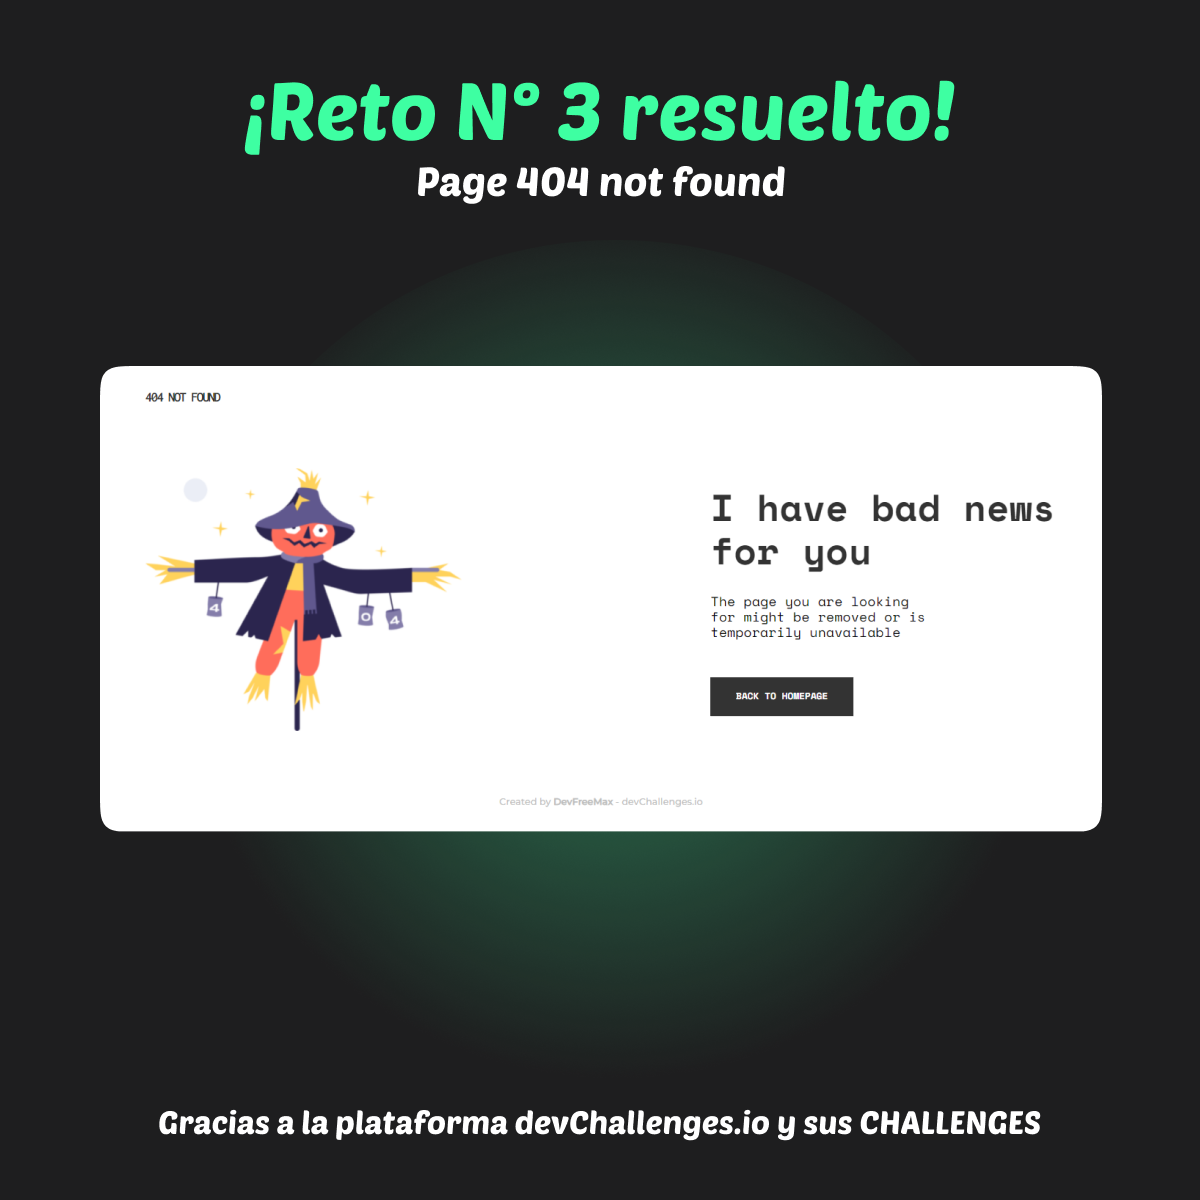 ¡Reto N° 3 resuelto!
Page 404 not found
404 NOT FOUND
I have bad news
for you
The page you are looking
for might be removed or is
temporarily unavailable
4
0
4
BACK TO HOMEPAGE
Created by DevFreeMax - devChallenges.io
Gracias a la plataforma devChallenges.io y sus CHALLENGES